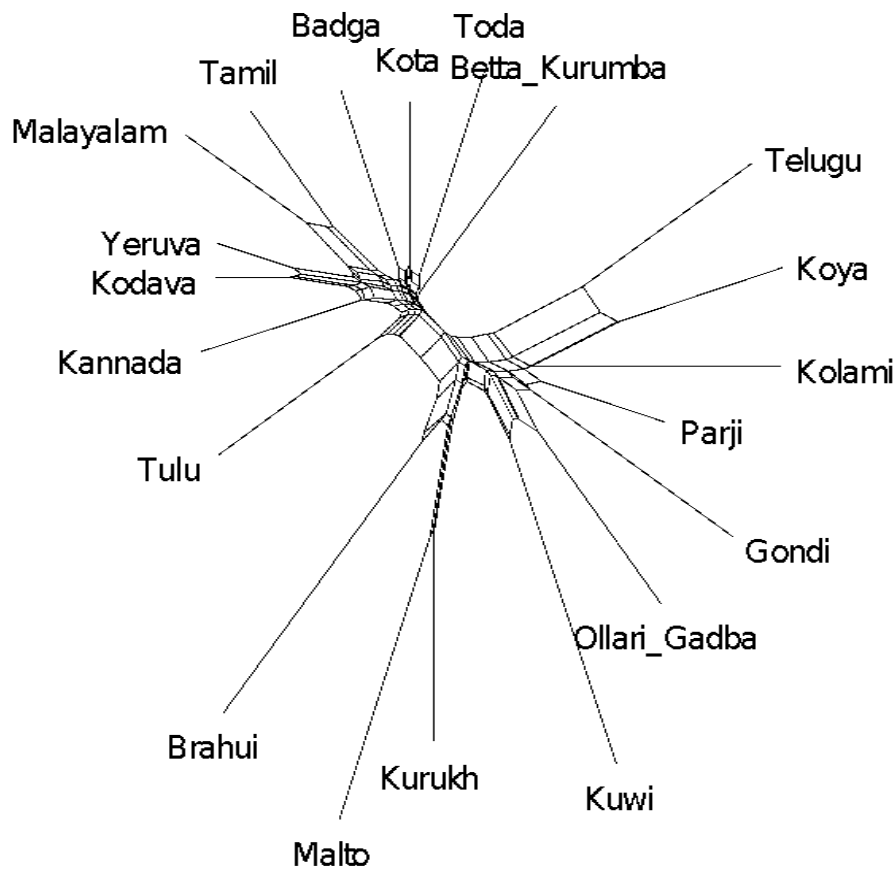 Badga
Toda
Kota
Betta_Kurumba
Tamil
Malayalam
Telugu
Yeruva
Koya
Kodava
Kannada
Kolami
Parji
Tulu
Gondi
Ollari_Gadba
Brahui
Kurukh
Kuwi
Malto